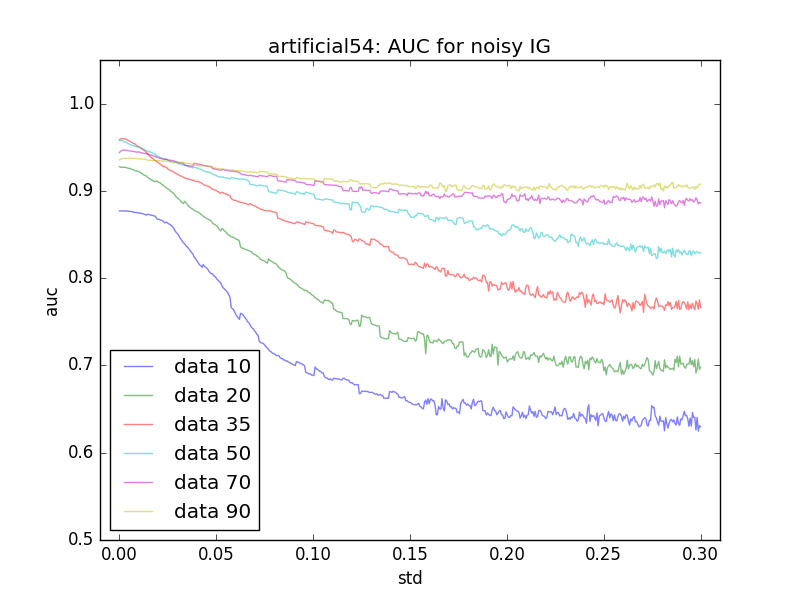 artificial54: AUC for noisy IG
1.0
0.9
0.8
0.7
0.6
0.5
auc
data 10
data 20
data 35
data 50
data 70
data 90
0.00 0.05 0.10 0.15 0.20 0.25 0.30
std